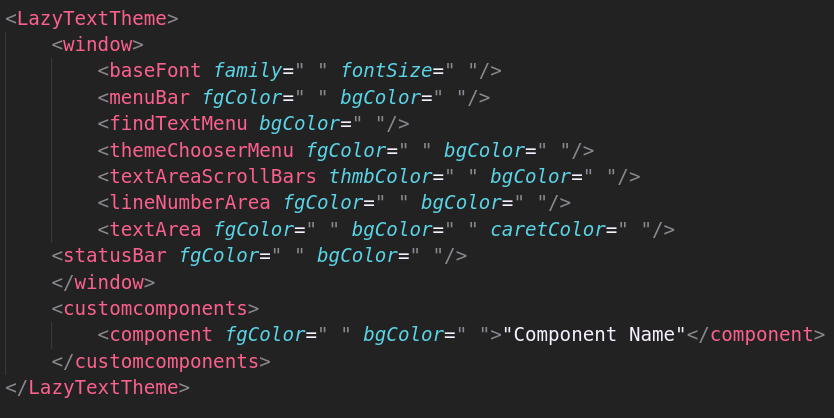 <LazyTextTheme>
    <window>
        <baseFont family=" " fontSize=" "/>
        <menuBar fgColor=" " bgColor=" "/>
        <findTextMenu bgColor=" "/>
        <themeChooserMenu fgColor=" " bgColor=" "/>
        <textAreaScrollBars thmbColor=" " bgColor=" "/>
        <lineNumberArea fgColor=" " bgColor=" "/>
        <textArea fgColor=" " bgColor=" " caretColor=" "/>
    <statusBar fgColor=" " bgColor=" "/>
    </window>
    <customcomponents>
        <component fgColor=" " bgColor=" ">"Component Name"</component>
    </customcomponents>
</LazyTextTheme>